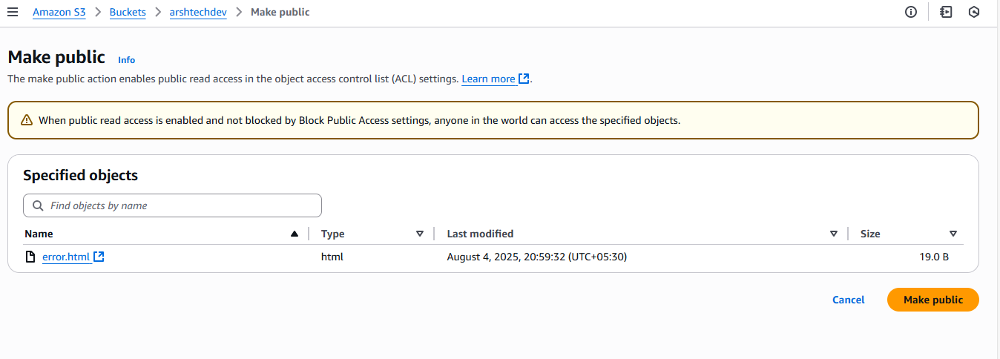 Amazon S3 > Buckets > arshtechdev > Make public
Make public Info
The make public action enables public read access in the object access control list (ACL) settings. Learn more.
When public read access is enabled and not blocked by Block Public Access settings, anyone in the world can access the specified objects.
Specified objects
Find objects by name
Name Type Last modified Size
error.html html August 4, 2025, 20:59:32 (UTC+05:30) 19.0 B
Cancel Make public